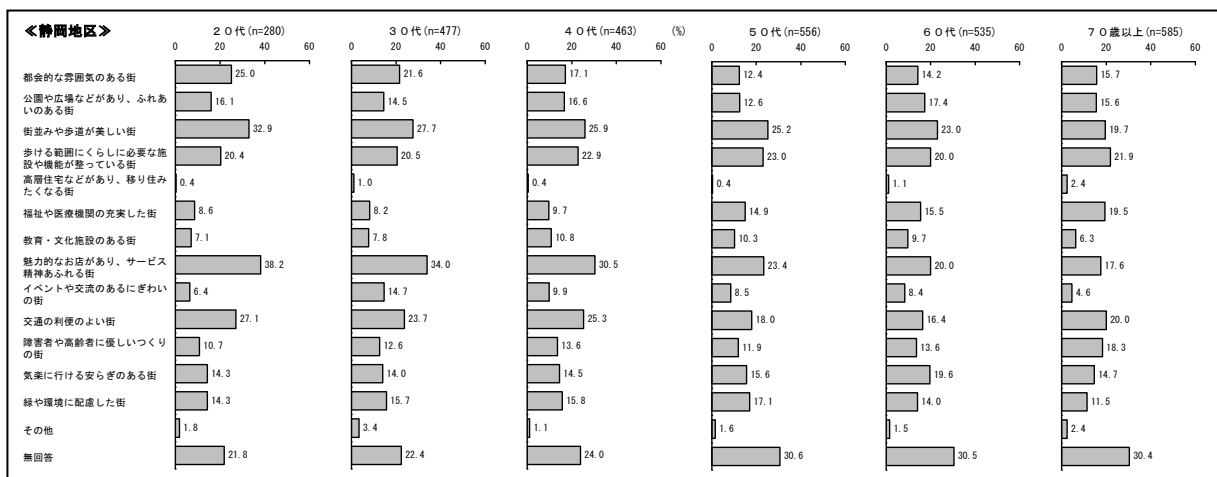 ≪静岡地区≫
２０代(n=280)
３０代(n=477)
４０代(n=463)
(%)
５０代(n=556)
６０代(n=535)
７０歳以上(n=585)
0 20 40 60
0 20 40 60
0 20 40 60
0 20 40 60
0 20 40 60
0 20 40 60
都会的な雰囲気のある街 25.0 21.6 17.1 12.4 14.2 15.7
公園や広場などがあり、ふれあ
いのある街 16.1 14.5 16.6 12.6 17.4 15.6
街並みや歩道が美しい街 32.9 27.7 25.9 25.2 23.0 19.7
歩ける範囲にくらしに必要な施
設や機能が整っている街 20.4 20.5 22.9 23.0 20.0 21.9
高層住宅などがあり、移り住み
たくなる街 0.4 1.0 0.4 0.4 1.1 2.4
福祉や医療機関の充実した街 8.6 8.2 9.7 14.9 15.5 19.5
教育・文化施設のある街 7.1 7.8 10.8 10.3 9.7 6.3
魅力的なお店があり、サービス
精神あふれる街 38.2 34.0 30.5 23.4 20.0 17.6
イベントや交流のあるにぎわい
の街 6.4 14.7 9.9 8.5 8.4 4.6
交通の利便のよい街 27.1 23.7 25.3 18.0 16.4 20.0
障害者や高齢者に優しいつくり
の街 10.7 12.6 13.6 11.9 13.6 18.3
気楽に行ける安らぎのある街 14.3 14.0 14.5 15.6 19.6 14.7
緑や環境に配慮した街 14.3 15.7 15.8 17.1 14.0 11.5
その他 1.8 3.4 1.1 1.6 1.5 2.4
無回答 21.8 22.4 24.0 30.6 30.5 30.4